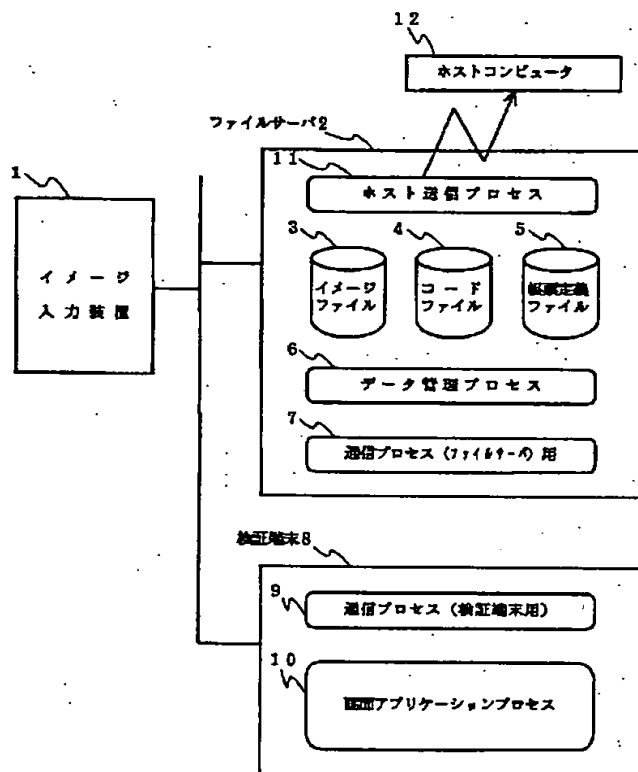 12
ホストコンピュータ
ファイルサーバ2
11
ホスト送信プロセス
1
イメージ
入力装置
3
イメージ
ファイル
4
コード
ファイル
5
帳票定義
ファイル
6
データ管理プロセス
7
通信プロセス(ファイルサーバ)用
検証端末8
9
通信プロセス(検証端末用)
10
画面アプリケーションプロセス